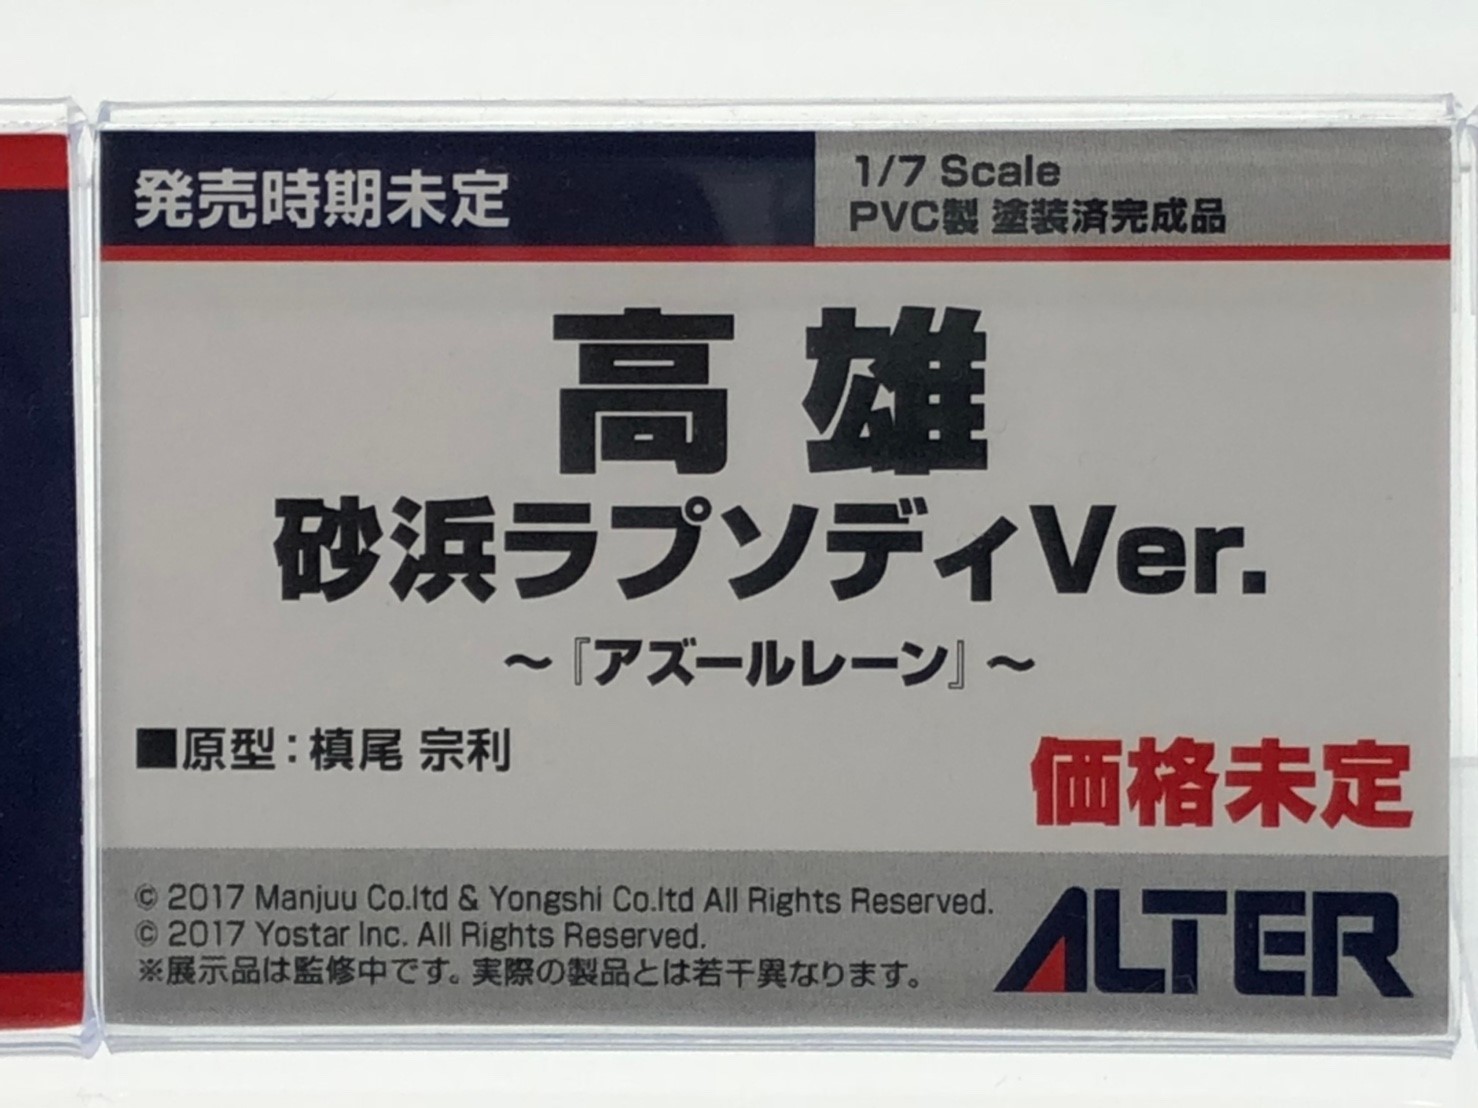 発売時期未定
1/7 Scale
PVC製 塗装済完成品
高雄
砂浜ラプソディVer.
～『アズールレーン』～
■原型：槙尾 宗利
価格未定
© 2017 Manjuu Co.ltd & Yongshi Co.ltd All Rights Reserved.
© 2017 Yostar Inc. All Rights Reserved.
※展示品は監修中です。実際の製品とは若干異なります。
ALTER